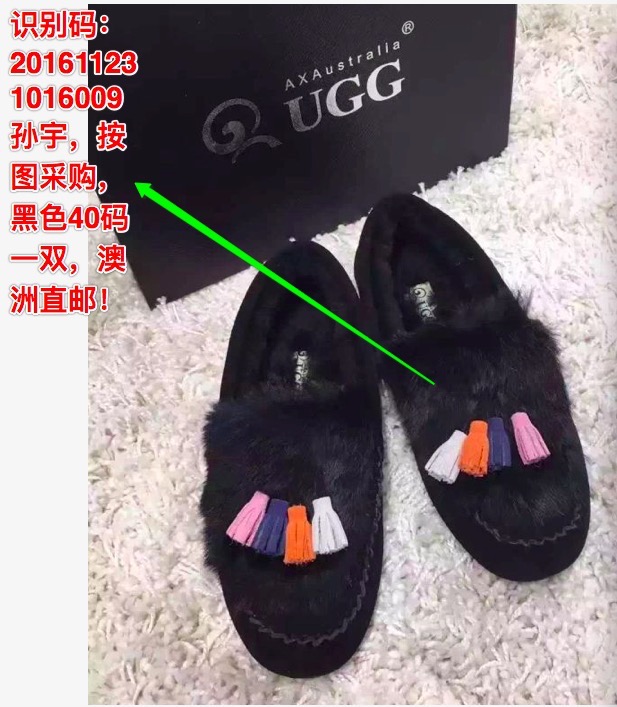 识别码：
20161123
1016009
孙宇，按
图采购，
黑色40码
一双，澳
洲直邮！
AXAustralia®
UGG